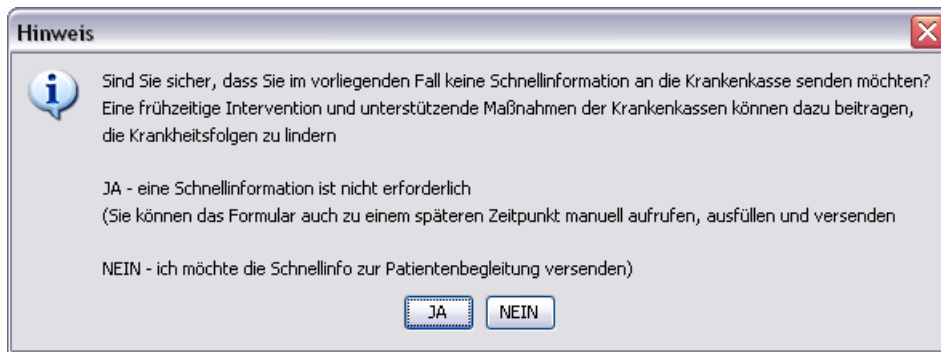 Hinweis
Sind Sie sicher, dass Sie im vorliegenden Fall keine Schnellinformation an die Krankenkasse senden möchten?
Eine frühzeitige Intervention und unterstützende Maßnahmen der Krankenkassen können dazu beitragen,
die Krankheitsfolgen zu lindern
JA - eine Schnellinformation ist nicht erforderlich
(Sie können das Formular auch zu einem späteren Zeitpunkt manuell aufrufen, ausfüllen und versenden
NEIN - ich möchte die Schnellinfo zur Patientenbegleitung versenden)
JA NEIN